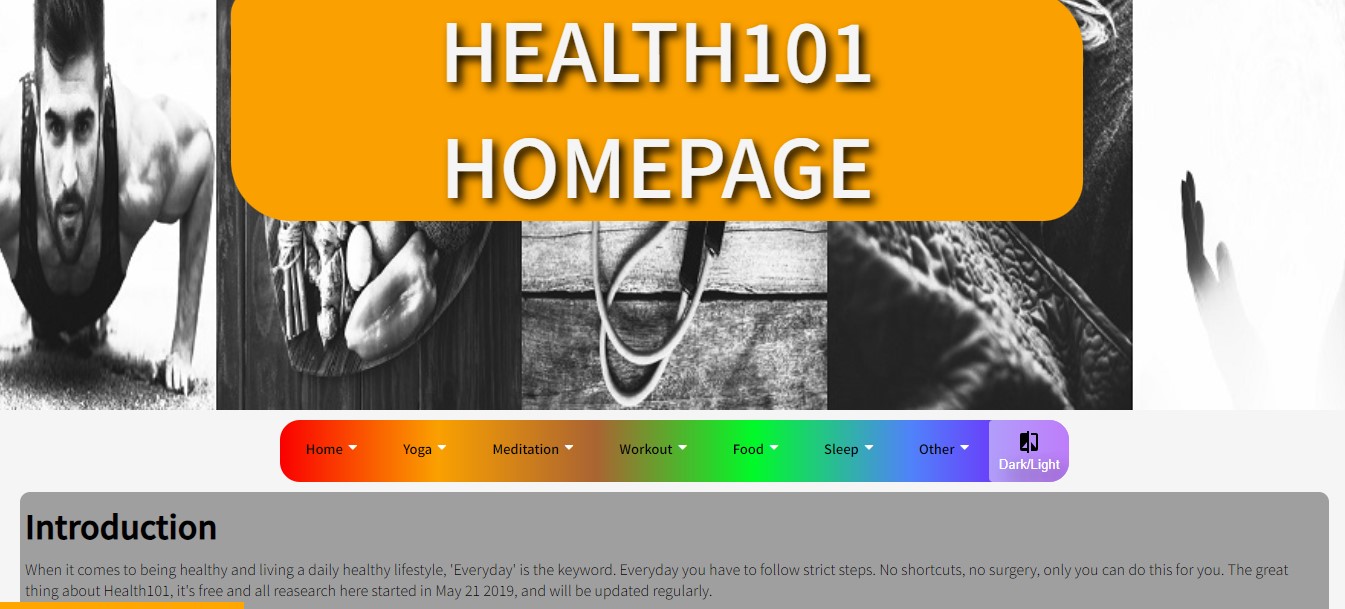 HEALTH101
HOMEPAGE
Home Yoga Meditation Workout Food Sleep Other Dark/Light
Introduction
When it comes to being healthy and living a daily healthy lifestyle, 'Everyday' is the keyword. Everyday you have to follow strict steps. No shortcuts, no surgery, only you can do this for you. The great
thing about Health101, it's free and all reasearch here started in May 21 2019, and will be updated regularly.